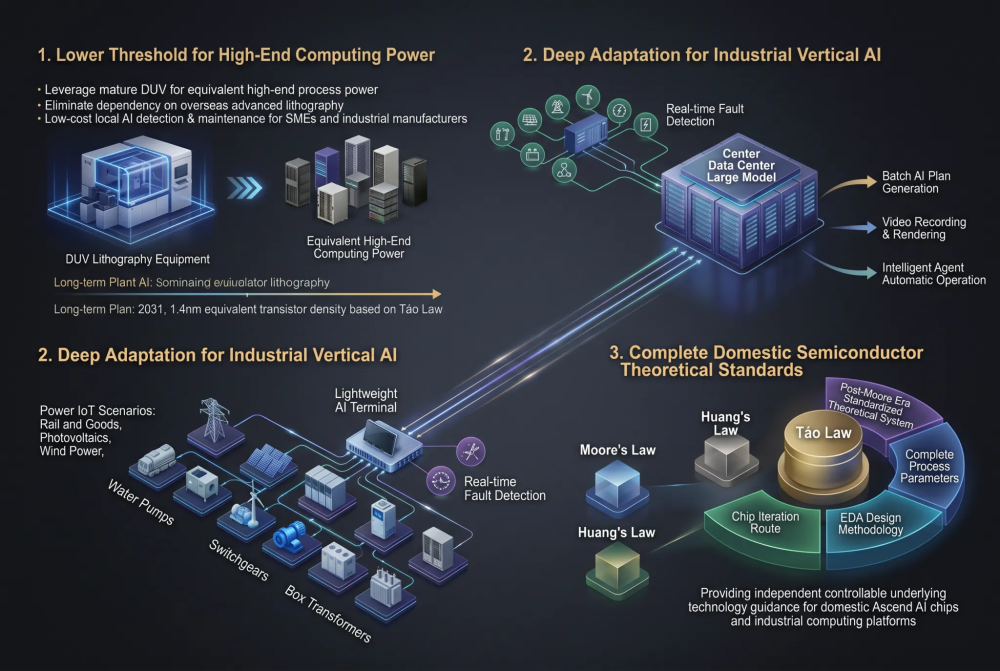 1. Lower Threshold for High-End Computing Power
• Leverage mature DUV for equivalent high-end process power
• Eliminate dependency on overseas advanced lithography
• Low-cost local AI detection & maintenance for SMEs and industrial manufacturers
DUV Lithography Equipment
Equivalent High-End
Computing Power
Long-term Plant AI: lithography
Long-term Plan: 2031, 1.4nm equivalent transistor density based on Táo Law
2. Deep Adaptation for Industrial Vertical AI
Real-time Fault
Detection
Center
Data Center
Large Model
Batch AI Plan
Generation
Video Recording
& Rendering
Intelligent Agent
Automatic Operation
2. Deep Adaptation for Industrial Vertical AI
Power IoT Scenarios:
Rail and Goods,
Photovoltaics,
Wind Power,
Lightweight
AI Terminal
Real-time
Fault Detection
Water Pumps
Switchgears
Box Transformers
3. Complete Domestic Semiconductor
Theoretical Standards
Moore's Law
Huang's
Law
Huang's Law
Táo Law
Post-Moore Era
Standardized
Theoretical System
Complete
Process
Parameters
EDA Design
Methodology
Chip Iteration
Route
Providing independent controllable underlying
technology guidance for domestic Ascend AI chips
and industrial computing platforms